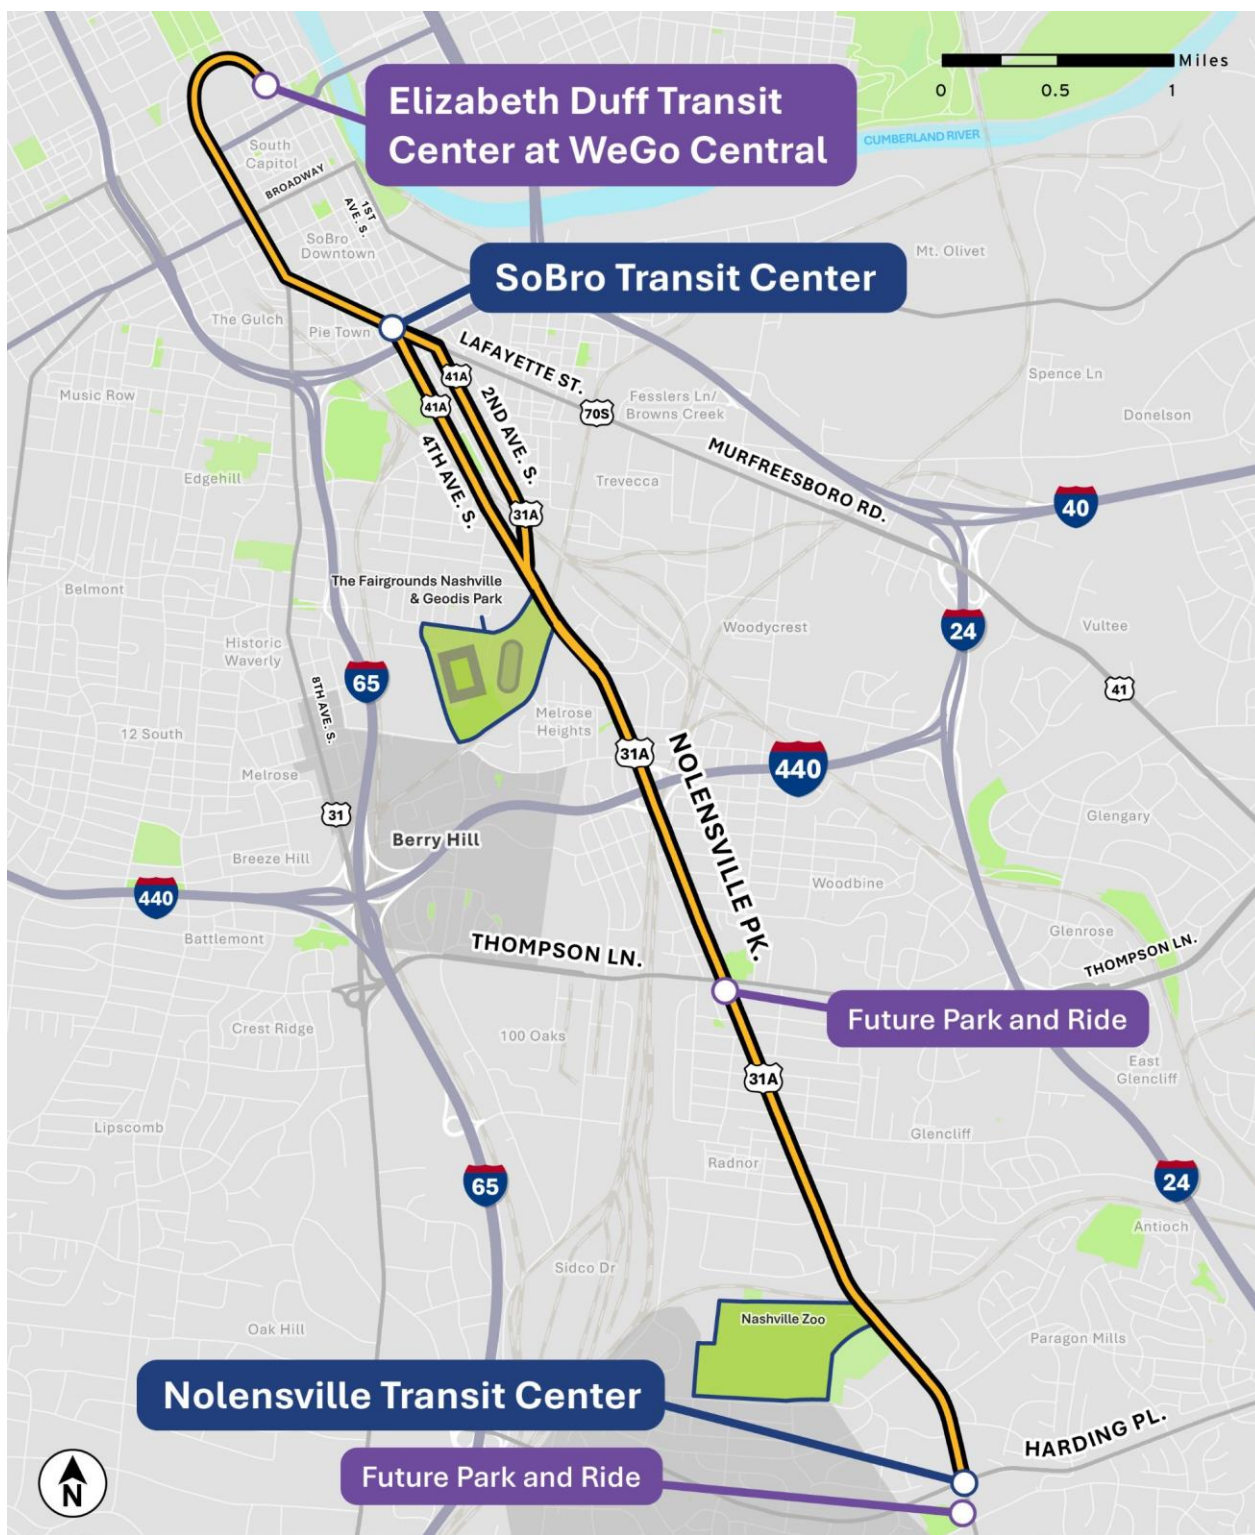 Miles
0 0.5 1
Elizabeth Duff Transit
Center at WeGo Central
CUMBERLAND RIVER
South
Capitol
BROADWAY
1ST
AVE. S.
SoBro
Downtown
Mt. Olivet
SoBro Transit Center
The Gulch
Pie Town
LAFAYETTE ST.
Spence Ln
41A
Music Row
41A
2ND AVE. S.
70S
Fesslers Ln/
Browns Creek
Donelson
4TH AVE. S.
MURFREESBORO RD.
Edgehill
Trevecca
40
31A
The Fairgrounds Nashville
& Geodis Park
Belmont
Woodycrest
24
Vultee
Historic
Waverly
65
41
8TH AVE. S.
Melrose
Heights
12 South
31A
NOLENSVILLE PK.
440
Melrose
31
Berry Hill
Glengary
Breeze Hill
Woodbine
440
Battlemont
THOMPSON LN.
Glenrose
THOMPSON LN.
Future Park and Ride
Crest Ridge
100 Oaks
East
Glencliff
31A
Lipscomb
Glencliff
Radnor
65
24
Antioch
Sidco Dr
Nashville Zoo
Oak Hill
Paragon Mills
Nolensville Transit Center
HARDING PL.
Future Park and Ride
N